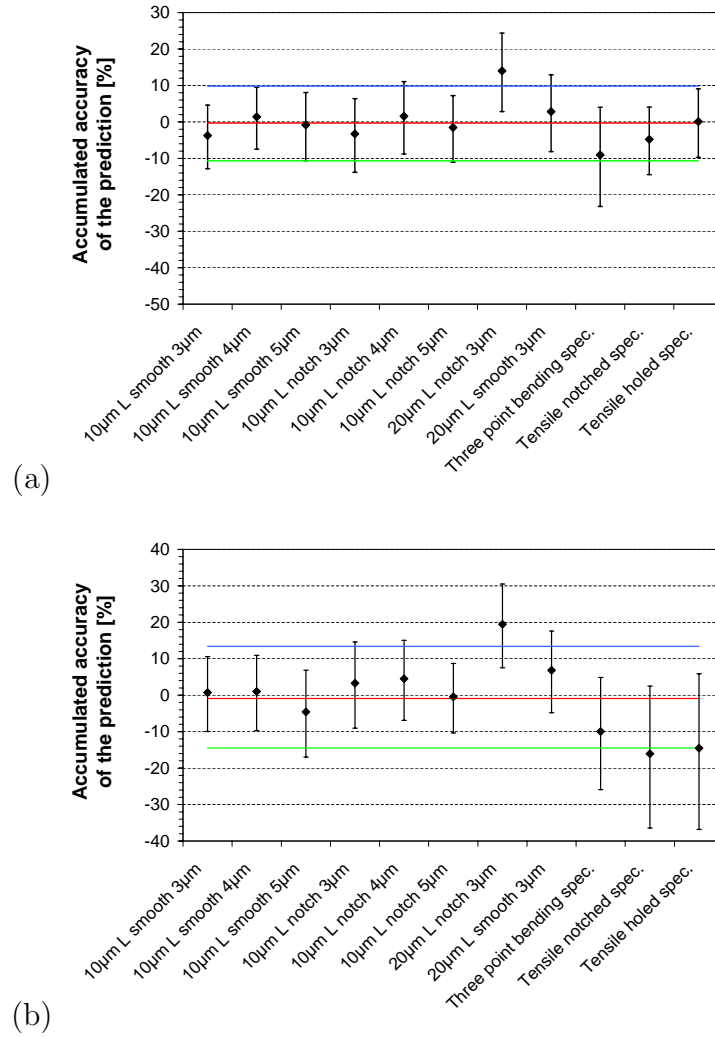 Accumulated accuracy
of the prediction [%]
30
20
10
0
-10
-20
-30
-40
-50
10µm L smooth 3µm
10µm L smooth 4µm
10µm L smooth 5µm
10µm L notch 3µm
10µm L notch 4µm
10µm L notch 5µm
20µm L notch 3µm
20µm L smooth 3µm
Three point bending spec.
Tensile notched spec.
Tensile holed spec.
(a)
Accumulated accuracy
of the prediction [%]
40
30
20
10
0
-10
-20
-30
-40
10µm L smooth 3µm
10µm L smooth 4µm
10µm L smooth 5µm
10µm L notch 3µm
10µm L notch 4µm
10µm L notch 5µm
20µm L notch 3µm
20µm L smooth 3µm
Three point bending spec.
Tensile notched spec.
Tensile holed spec.
(b)